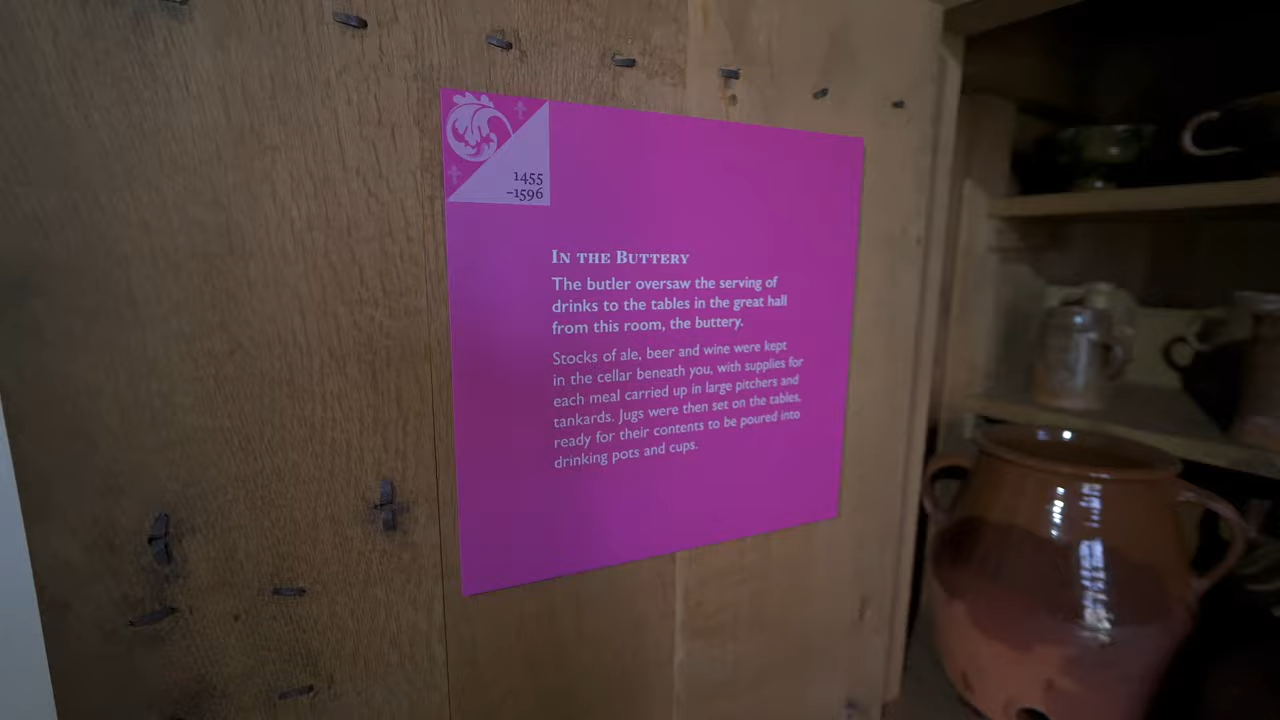 1455
–1596
In the Buttery
The butler oversaw the serving of
drinks to the tables in the great hall
from this room, the buttery.
Stocks of ale, beer and wine were kept
in the cellar beneath you, with supplies for
each meal carried up in large pitchers and
tankards. Jugs were then set on the tables,
ready for their contents to be poured into
drinking pots and cups.